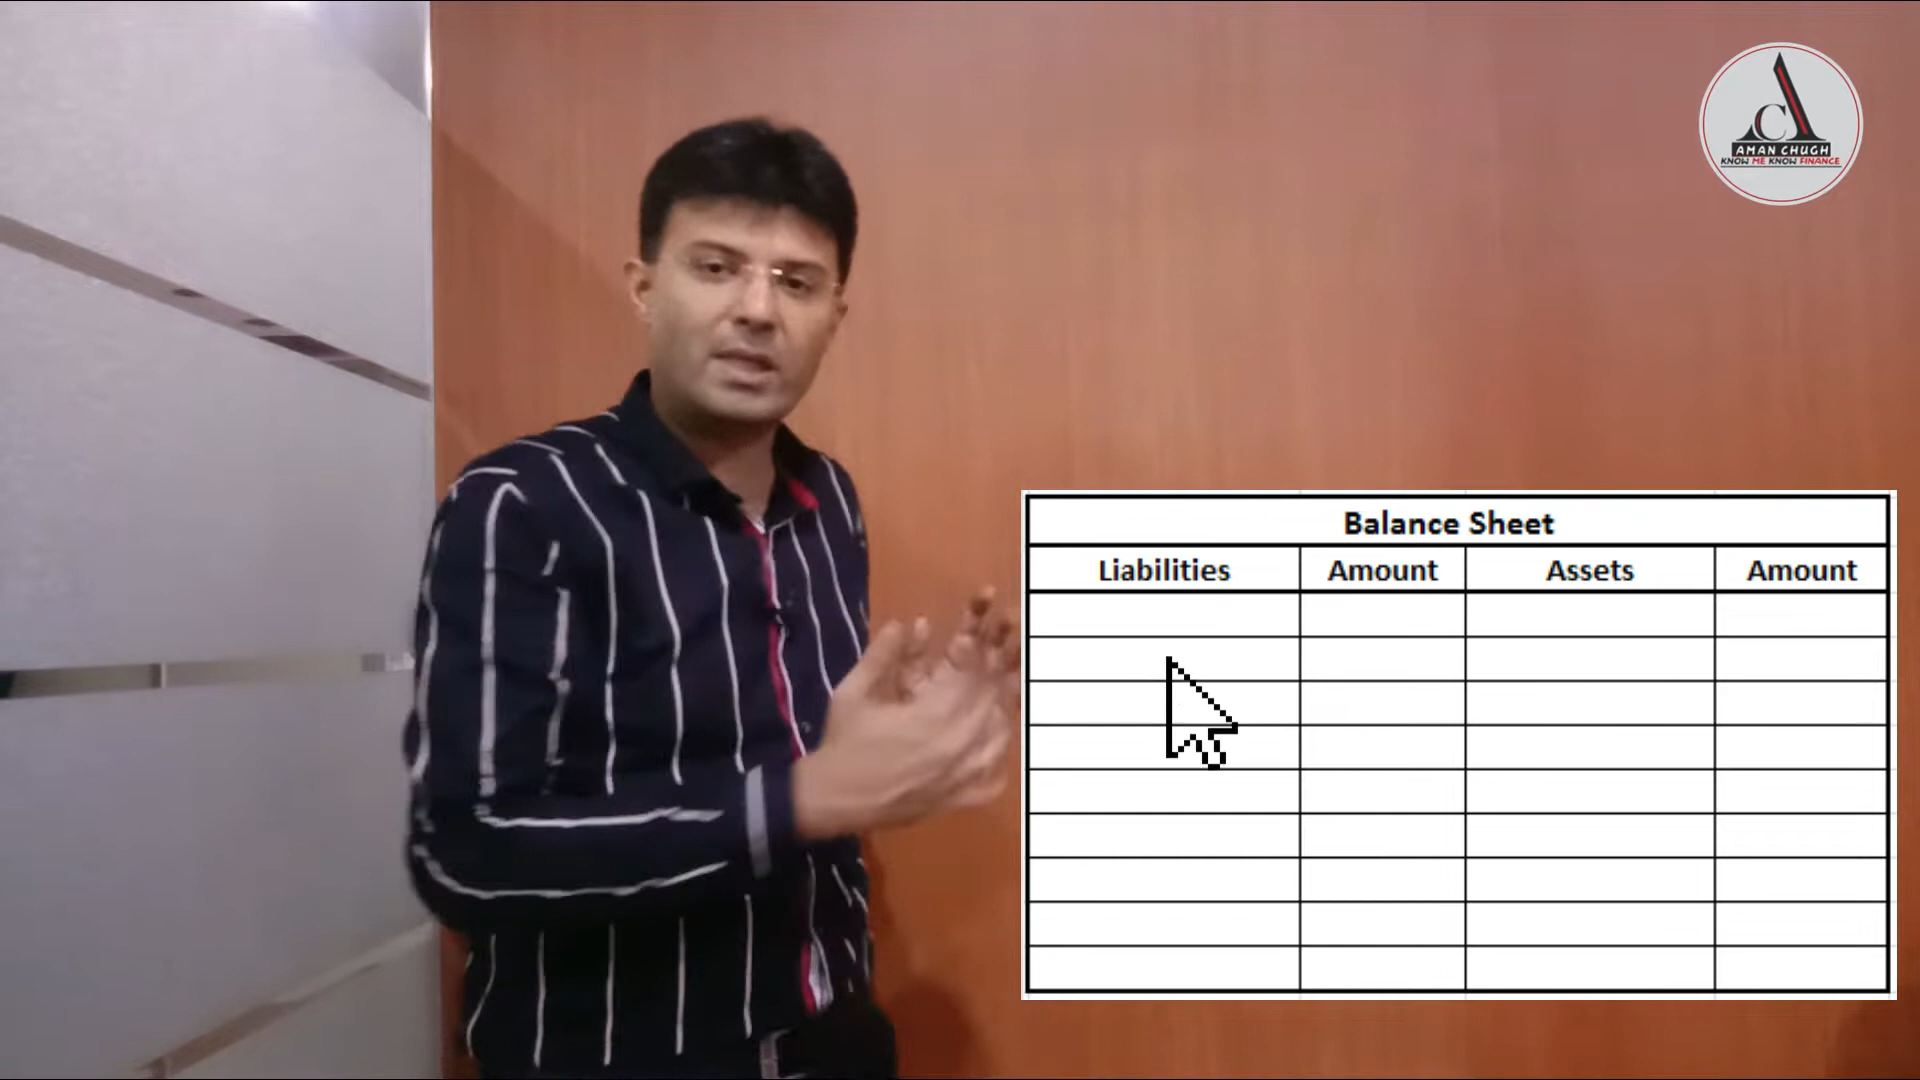 C
AMAN CHUGH
KNOW ME KNOW FINANCE
Balance Sheet
Liabilities Amount Assets Amount